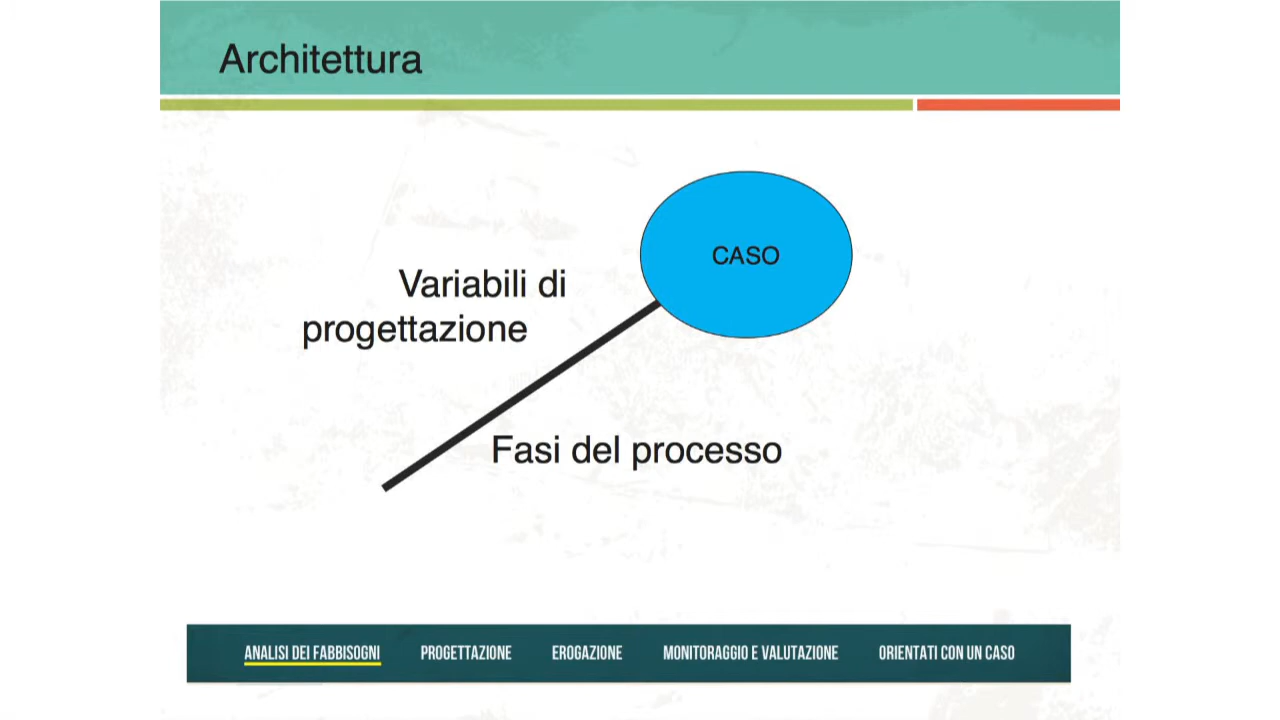 Architettura
CASO
Variabili di
progettazione
Fasi del processo
ANALISI DEI FABBISOGNI PROGETTAZIONE EROGAZIONE MONITORAGGIO E VALUTAZIONE ORIENTATI CON UN CASO